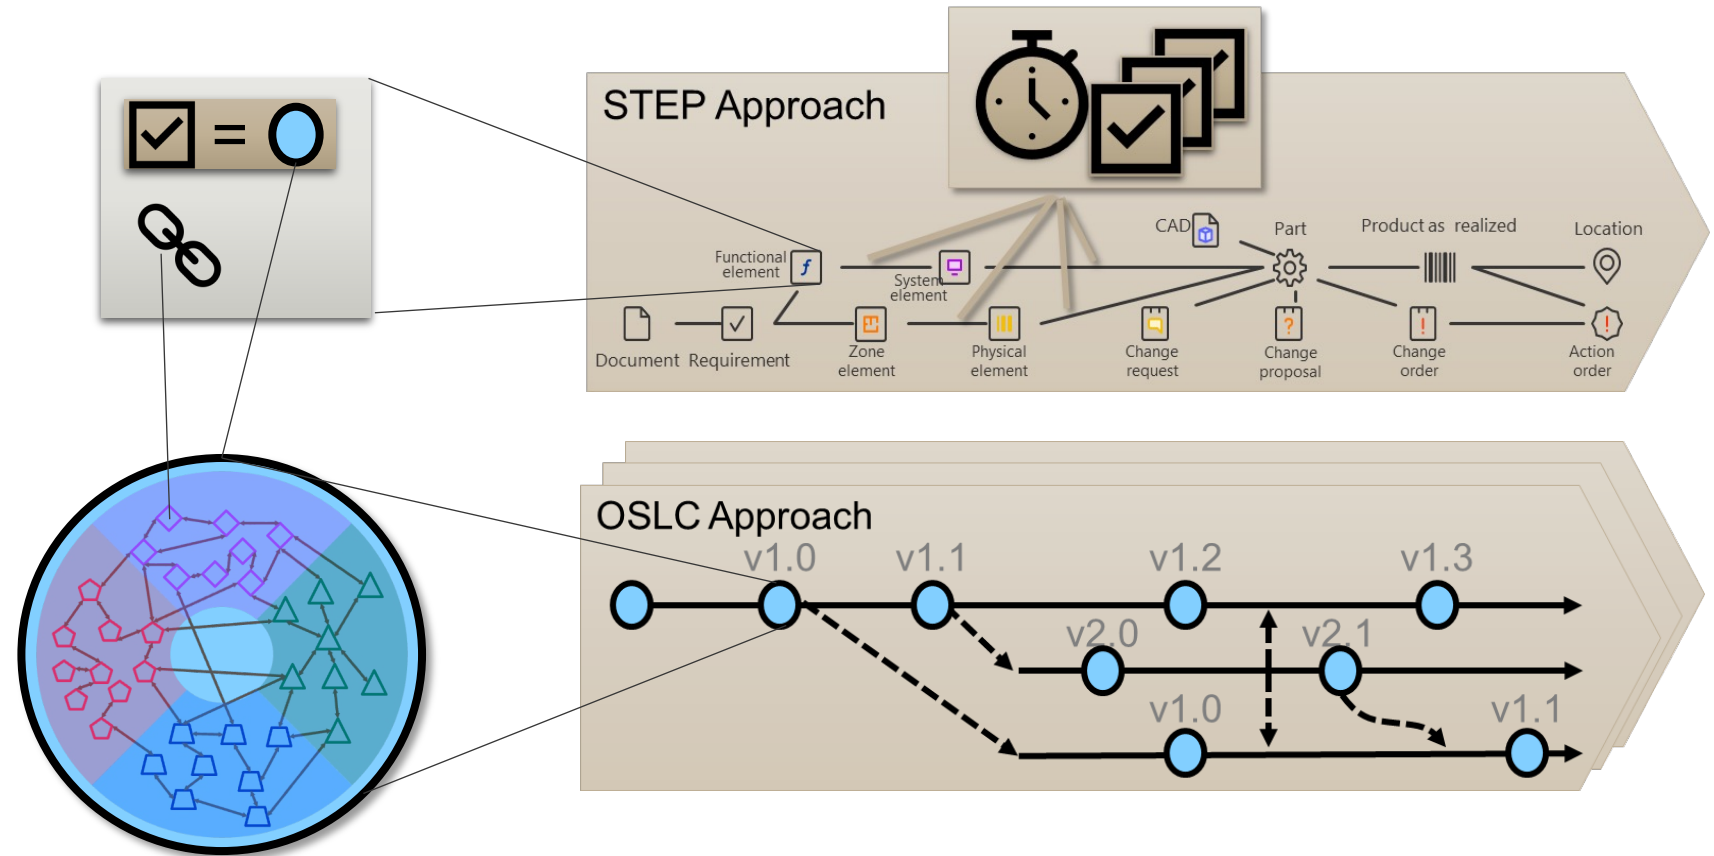 STEP Approach
CAD
Part
Product as realized
Location
Functional
element
System
element
Document
Requirement
Zone
element
Physical
element
Change
request
Change
proposal
Change
order
Action
order
OSLC Approach
v1.0
v1.1
v1.2
v1.3
v2.0
v2.1
v1.0
v1.1